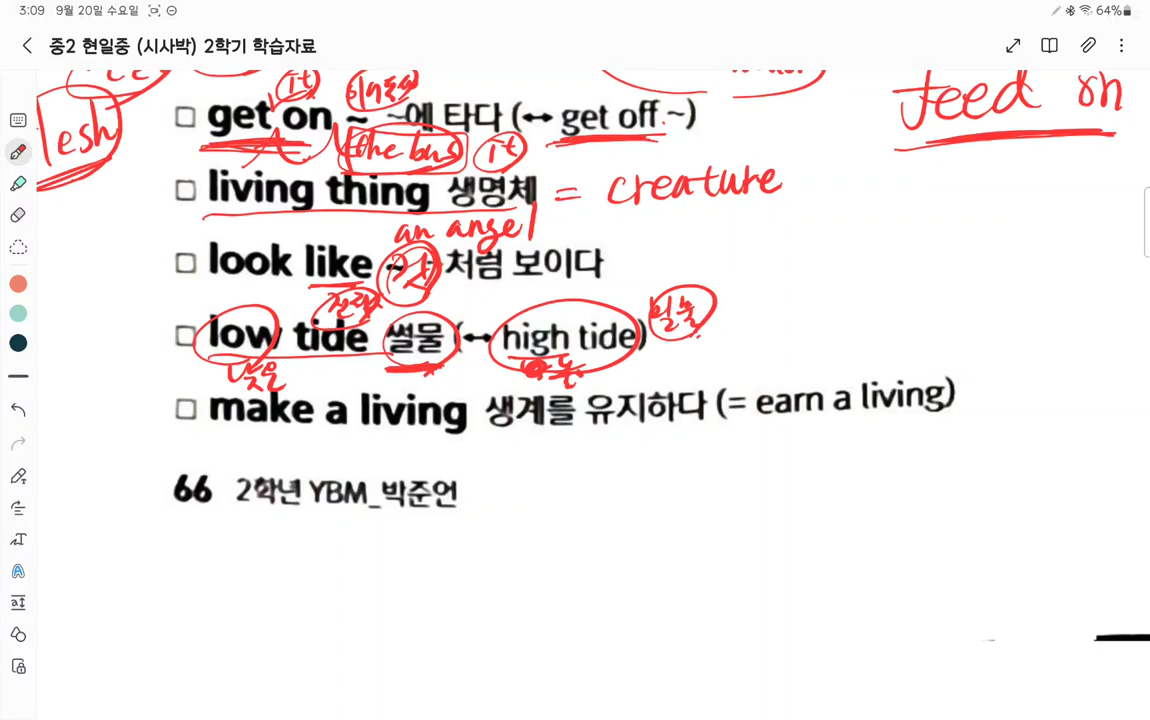 3:09 9월 20일 수요일 64%
중2 현일중 (시사박) 2학기 학습자료
feed on
esh
it
get on ~ ~에 타다 (↔ get off ~)
the bus it
living thing 생명체 = creature
an angel
look like ~ 처럼 보이다
low tide 썰물 (↔ high tide) 밀물
낮은
make a living 생계를 유지하다 (= earn a living)
66 2학년 YBM_박준언